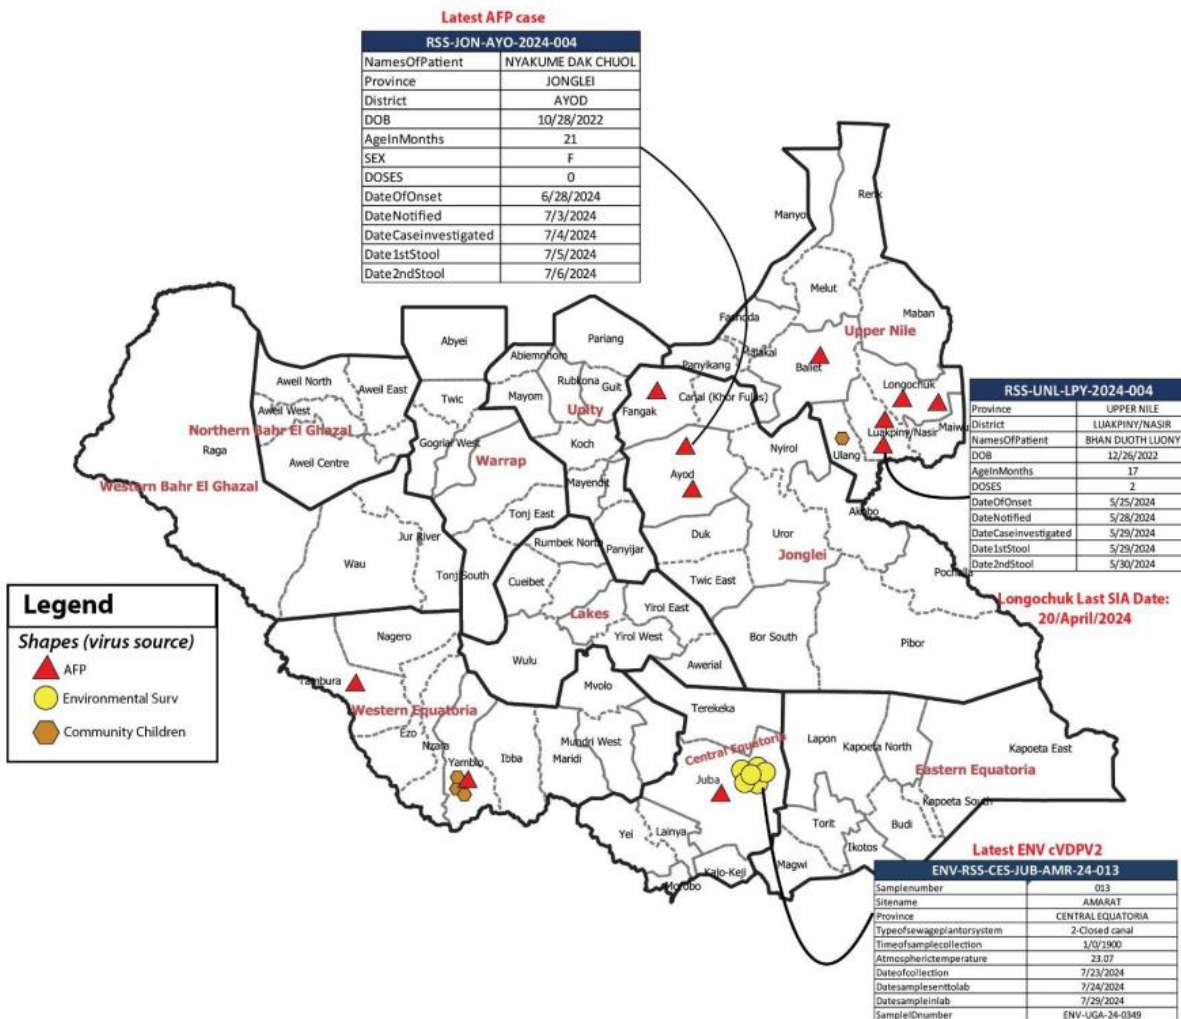 Latest AFP case
RSS-JON-AYO-2024-004
NamesOfPatient NYAKUME DAK CHUOL
Province JONGLEI
District AYOD
DOB 10/28/2022
AgeInMonths 21
SEX F
DOSES 0
DateOfOnset 6/28/2024
DateNotified 7/3/2024
DateCaseinvestigated 7/4/2024
Date1stStool 7/5/2024
Date2ndStool 7/6/2024
Renk
Manyo
Melut
Maban
Fashoda
Upper Nile
Abyei
Pariang
Abiemnhom
Panyikang
Malakal
Baliet
Rubkona
Guit
Aweil North
Aweil East
Mayom
Twic
Longochuk
Canal (Khor Fulus)
Fangak
Unity
Aweil West
Northern Bahr El Ghazal
Luakpiny/Nasir
Maiwu
Raga
Gogrial West
Koch
Nyirol
Ulang
Aweil Centre
Warrap
Mayendit
Ayod
Western Bahr El Ghazal
Tonj East
Akobo
Jur River
Rumbek North
Panyijar
Duk
Uror
Jonglei
Wau
Tonj South
Cueibet
Twic East
Pochalla
Lakes
Yirol East
Yirol West
Bor South
Pibor
Nagero
Wulu
Awerial
Mvolo
Tambura
Western Equatoria
Terekeka
Ezo
Nzara
Yambio
Ibba
Maridi
Mundri West
Central Equatoria
Juba
Lapon
Kapoeta North
Kapoeta East
Eastern Equatoria
Kapoeta South
Yei
Lainya
Torit
Budi
Ikotos
Magwi
Kajo-Keji
Morobo
RSS-UNL-LPY-2024-004
Province UPPER NILE
District LUAKPINY/NASIR
NamesOfPatient BHAN DUOTH LUONY
DOB 12/26/2022
AgeInMonths 17
DOSES 2
DateOfOnset 5/25/2024
DateNotified 5/28/2024
DateCaseinvestigated 5/29/2024
Date1stStool 5/29/2024
Date2ndStool 5/30/2024
Longochuk Last SIA Date:
20/April/2024
Legend
Shapes (virus source)
AFP
Environmental Surv
Community Children
Latest ENV cVDPV2
ENV-RSS-CES-JUB-AMR-24-013
Samplenumber 013
Sitename AMARAT
Province CENTRAL EQUATORIA
Typeofsewageplantorsystem 2-Closed canal
Timeofsamplecollection 1/0/1900
Atmospherictemperature 23.07
Dateofcollection 7/23/2024
Datesamplesenttolab 7/24/2024
Datesampleinlab 7/29/2024
SampleIDnumber ENV-UGA-24-0349